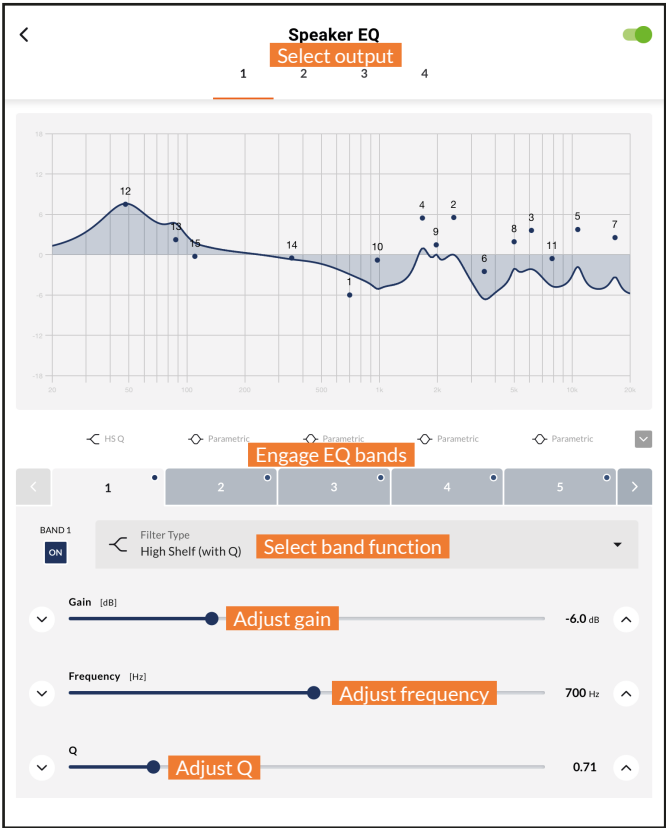 Speaker EQ
Select output
1 2 3 4
18
12
6
0
-6
-12
-18
12
13
15
14
1
10
4
2
9
6
8
3
11
5
7
20 50 100 200 500 1k 2k 5k 10k 20k
HS Q Parametric Parametric Parametric Parametric
Engage EQ bands
1 2 3 4 5
BAND 1
ON
Filter Type
High Shelf (with Q)
Select band function
Gain [dB]
Adjust gain
-6.0 dB
Frequency [Hz]
Adjust frequency
700 Hz
Q
Adjust Q
0.71